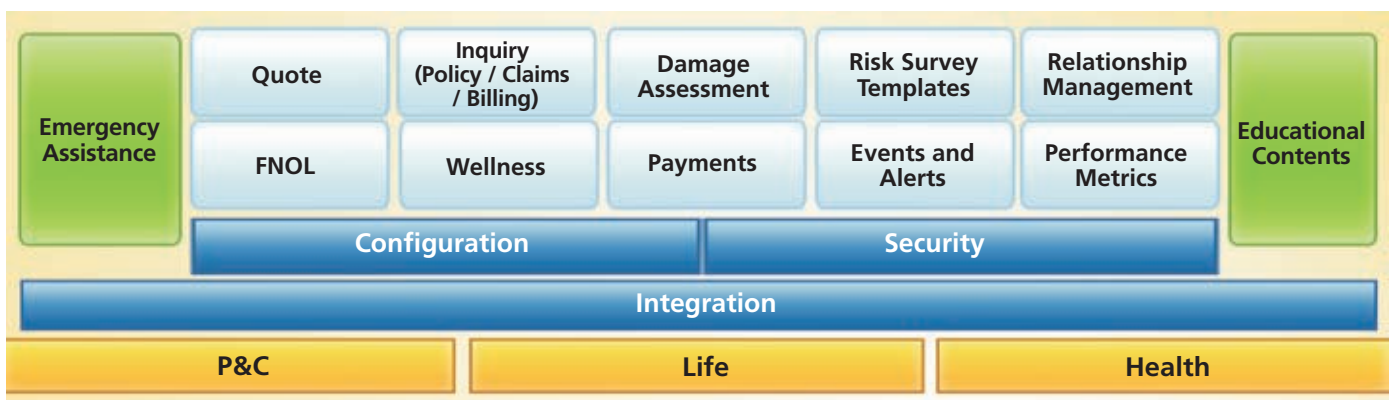 Emergency
Assistance
Quote
Inquiry
(Policy / Claims
/ Billing)
Damage
Assessment
Risk Survey
Templates
Relationship
Management
FNOL
Wellness
Payments
Events and
Alerts
Performance
Metrics
Educational
Contents
Configuration
Security
Integration
P&C
Life
Health